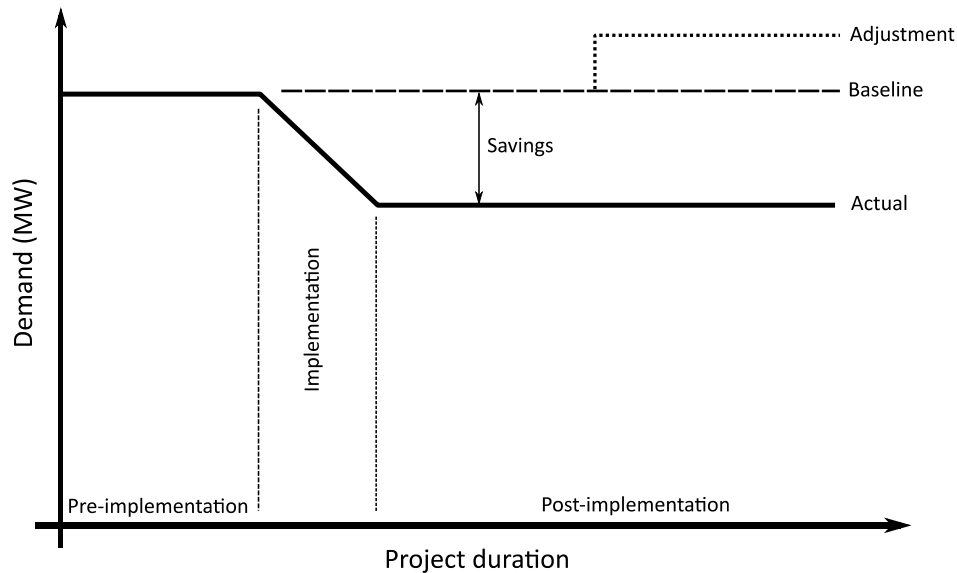 Adjustment
Baseline
Savings
Actual
Demand (MW)
Implementation
Pre-implementation
Post-implementation
Project duration